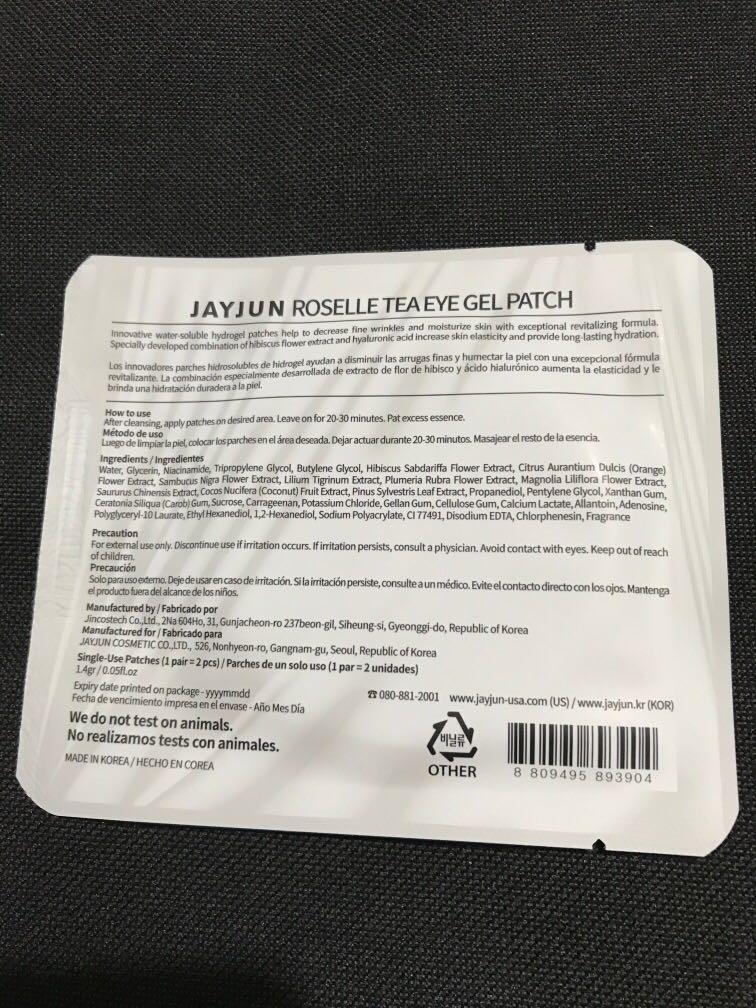 JAYJUN ROSELLE TEA EYE GEL PATCH
Innovative water-soluble hydrogel patches help to decrease fine wrinkles and moisturize skin with exceptional revitalizing formula.
Specially developed combination of hibiscus flower extract and hyaluronic acid increase skin elasticity and provide long-lasting hydration.
Los innovadores parches hidrosolubles de hidrogel ayudan a disminuir las arrugas finas y humectar la piel con una excepcional fórmula
revitalizante. La combinación especialmente desarrollada de extracto de flor de hibisco y ácido hialurónico aumenta la elasticidad y le
brinda una hidratación duradera a la piel.
How to use
After cleansing, apply patches on desired area. Leave on for 20-30 minutes. Pat excess essence.
Método de uso
Luego de limpiar la piel, colocar los parches en el área deseada. Dejar actuar durante 20-30 minutos. Masajear el resto de la esencia.
Ingredients / Ingredientes
Water, Glycerin, Niacinamide, Tripropylene Glycol, Butylene Glycol, Hibiscus Sabdariffa Flower Extract, Citrus Aurantium Dulcis (Orange)
Flower Extract, Sambucus Nigra Flower Extract, Lilium Tigrinum Extract, Plumeria Rubra Flower Extract, Magnolia Liliflora Flower Extract,
Saururus Chinensis Extract, Cocos Nucifera (Coconut) Fruit Extract, Pinus Sylvestris Leaf Extract, Propanediol, Pentylene Glycol, Xanthan Gum,
Ceratonia Siliqua (Carob) Gum, Sucrose, Carrageenan, Potassium Chloride, Gellan Gum, Cellulose Gum, Calcium Lactate, Allantoin, Adenosine,
Polyglyceryl-10 Laurate, Ethyl Hexanediol, 1,2-Hexanediol, Sodium Polyacrylate, CI 77491, Disodium EDTA, Chlorphenesin, Fragrance
Precaution
For external use only. Discontinue use if irritation occurs. If irritation persists, consult a physician. Avoid contact with eyes. Keep out of reach
of children.
Precaución
Solo para uso externo. Deje de usar en caso de irritación. Si la irritación persiste, consulte a un médico. Evite el contacto directo con los ojos. Mantenga
el producto fuera del alcance de los niños.
Manufactured by / Fabricado por
Jincostech Co.,Ltd., 2Na 604Ho, 31, Gunjacheon-ro 237beon-gil, Siheung-si, Gyeonggi-do, Republic of Korea
Manufactured for / Fabricado para
JAYJUN COSMETIC CO.,LTD., 526, Nonhyeon-ro, Gangnam-gu, Seoul, Republic of Korea
Single-Use Patches (1 pair = 2 pcs) / Parches de un solo uso (1 par = 2 unidades)
1.4gr / 0.05fl.oz
Expiry date printed on package - yyyymmdd
Fecha de vencimiento impresa en el envase - Año Mes Día
☎ 080-881-2001 www.jayjun-usa.com (US) / www.jayjun.kr (KOR)
We do not test on animals.
No realizamos tests con animales.
MADE IN KOREA / HECHO EN COREA
비닐류
OTHER
8 809495 893904